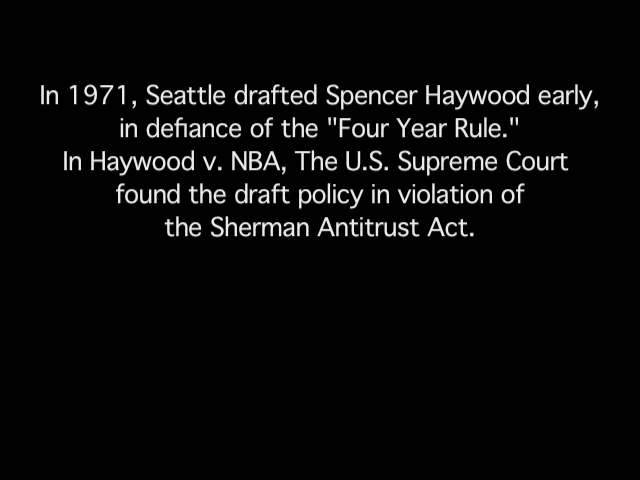 In 1971, Seattle drafted Spencer Haywood early,
in defiance of the "Four Year Rule."
In Haywood v. NBA, The U.S. Supreme Court
found the draft policy in violation of
the Sherman Antitrust Act.